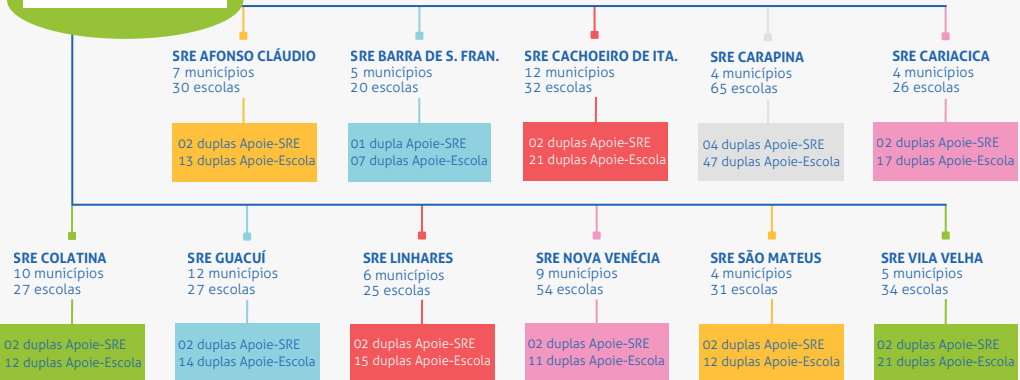 SRE AFONSO CLÁUDIO
7 municípios
30 escolas
02 duplas Apoie-SRE
13 duplas Apoie-Escola
SRE BARRA DE S. FRAN.
5 municípios
20 escolas
01 dupla Apoie-SRE
07 duplas Apoie-Escola
SRE CACHOEIRO DE ITA.
12 municípios
32 escolas
02 duplas Apoie-SRE
21 duplas Apoie-Escola
SRE CARAPINA
4 municípios
65 escolas
04 duplas Apoie-SRE
47 duplas Apoie-Escola
SRE CARIACICA
4 municípios
26 escolas
02 duplas Apoie-SRE
17 duplas Apoie-Escola
SRE COLATINA
10 municípios
27 escolas
02 duplas Apoie-SRE
12 duplas Apoie-Escola
SRE GUACUÍ
12 municípios
27 escolas
02 duplas Apoie-SRE
14 duplas Apoie-Escola
SRE LINHARES
6 municípios
25 escolas
02 duplas Apoie-SRE
15 duplas Apoie-Escola
SRE NOVA VENÉCIA
9 municípios
54 escolas
02 duplas Apoie-SRE
11 duplas Apoie-Escola
SRE SÃO MATEUS
4 municípios
31 escolas
02 duplas Apoie-SRE
12 duplas Apoie-Escola
SRE VILA VELHA
5 municípios
34 escolas
02 duplas Apoie-SRE
21 duplas Apoie-Escola